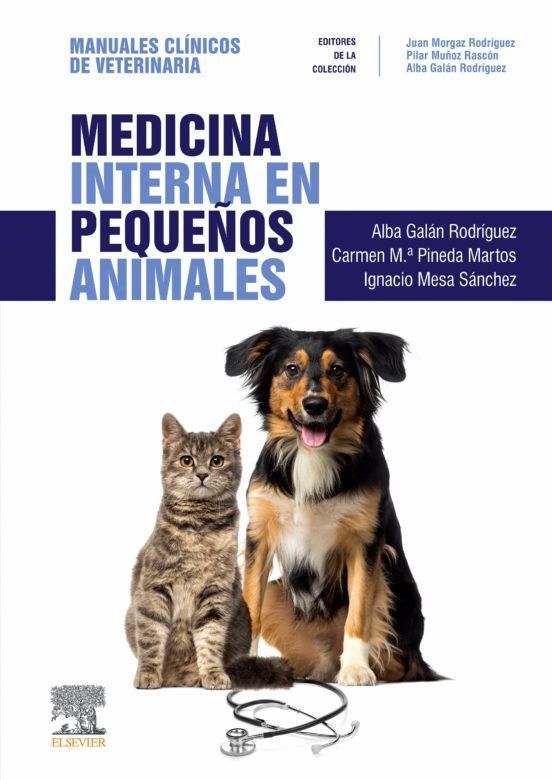 MANUALES CLÍNICOS
DE VETERINARIA
EDITORES
DE LA
COLECCIÓN
Juan Morgaz Rodríguez
Pilar Muñoz Rascón
Alba Galán Rodríguez
MEDICINA
INTERNA EN
PEQUEÑOS
ANIMALES
Alba Galán Rodríguez
Carmen M.ª Pineda Martos
Ignacio Mesa Sánchez
ELSEVIER